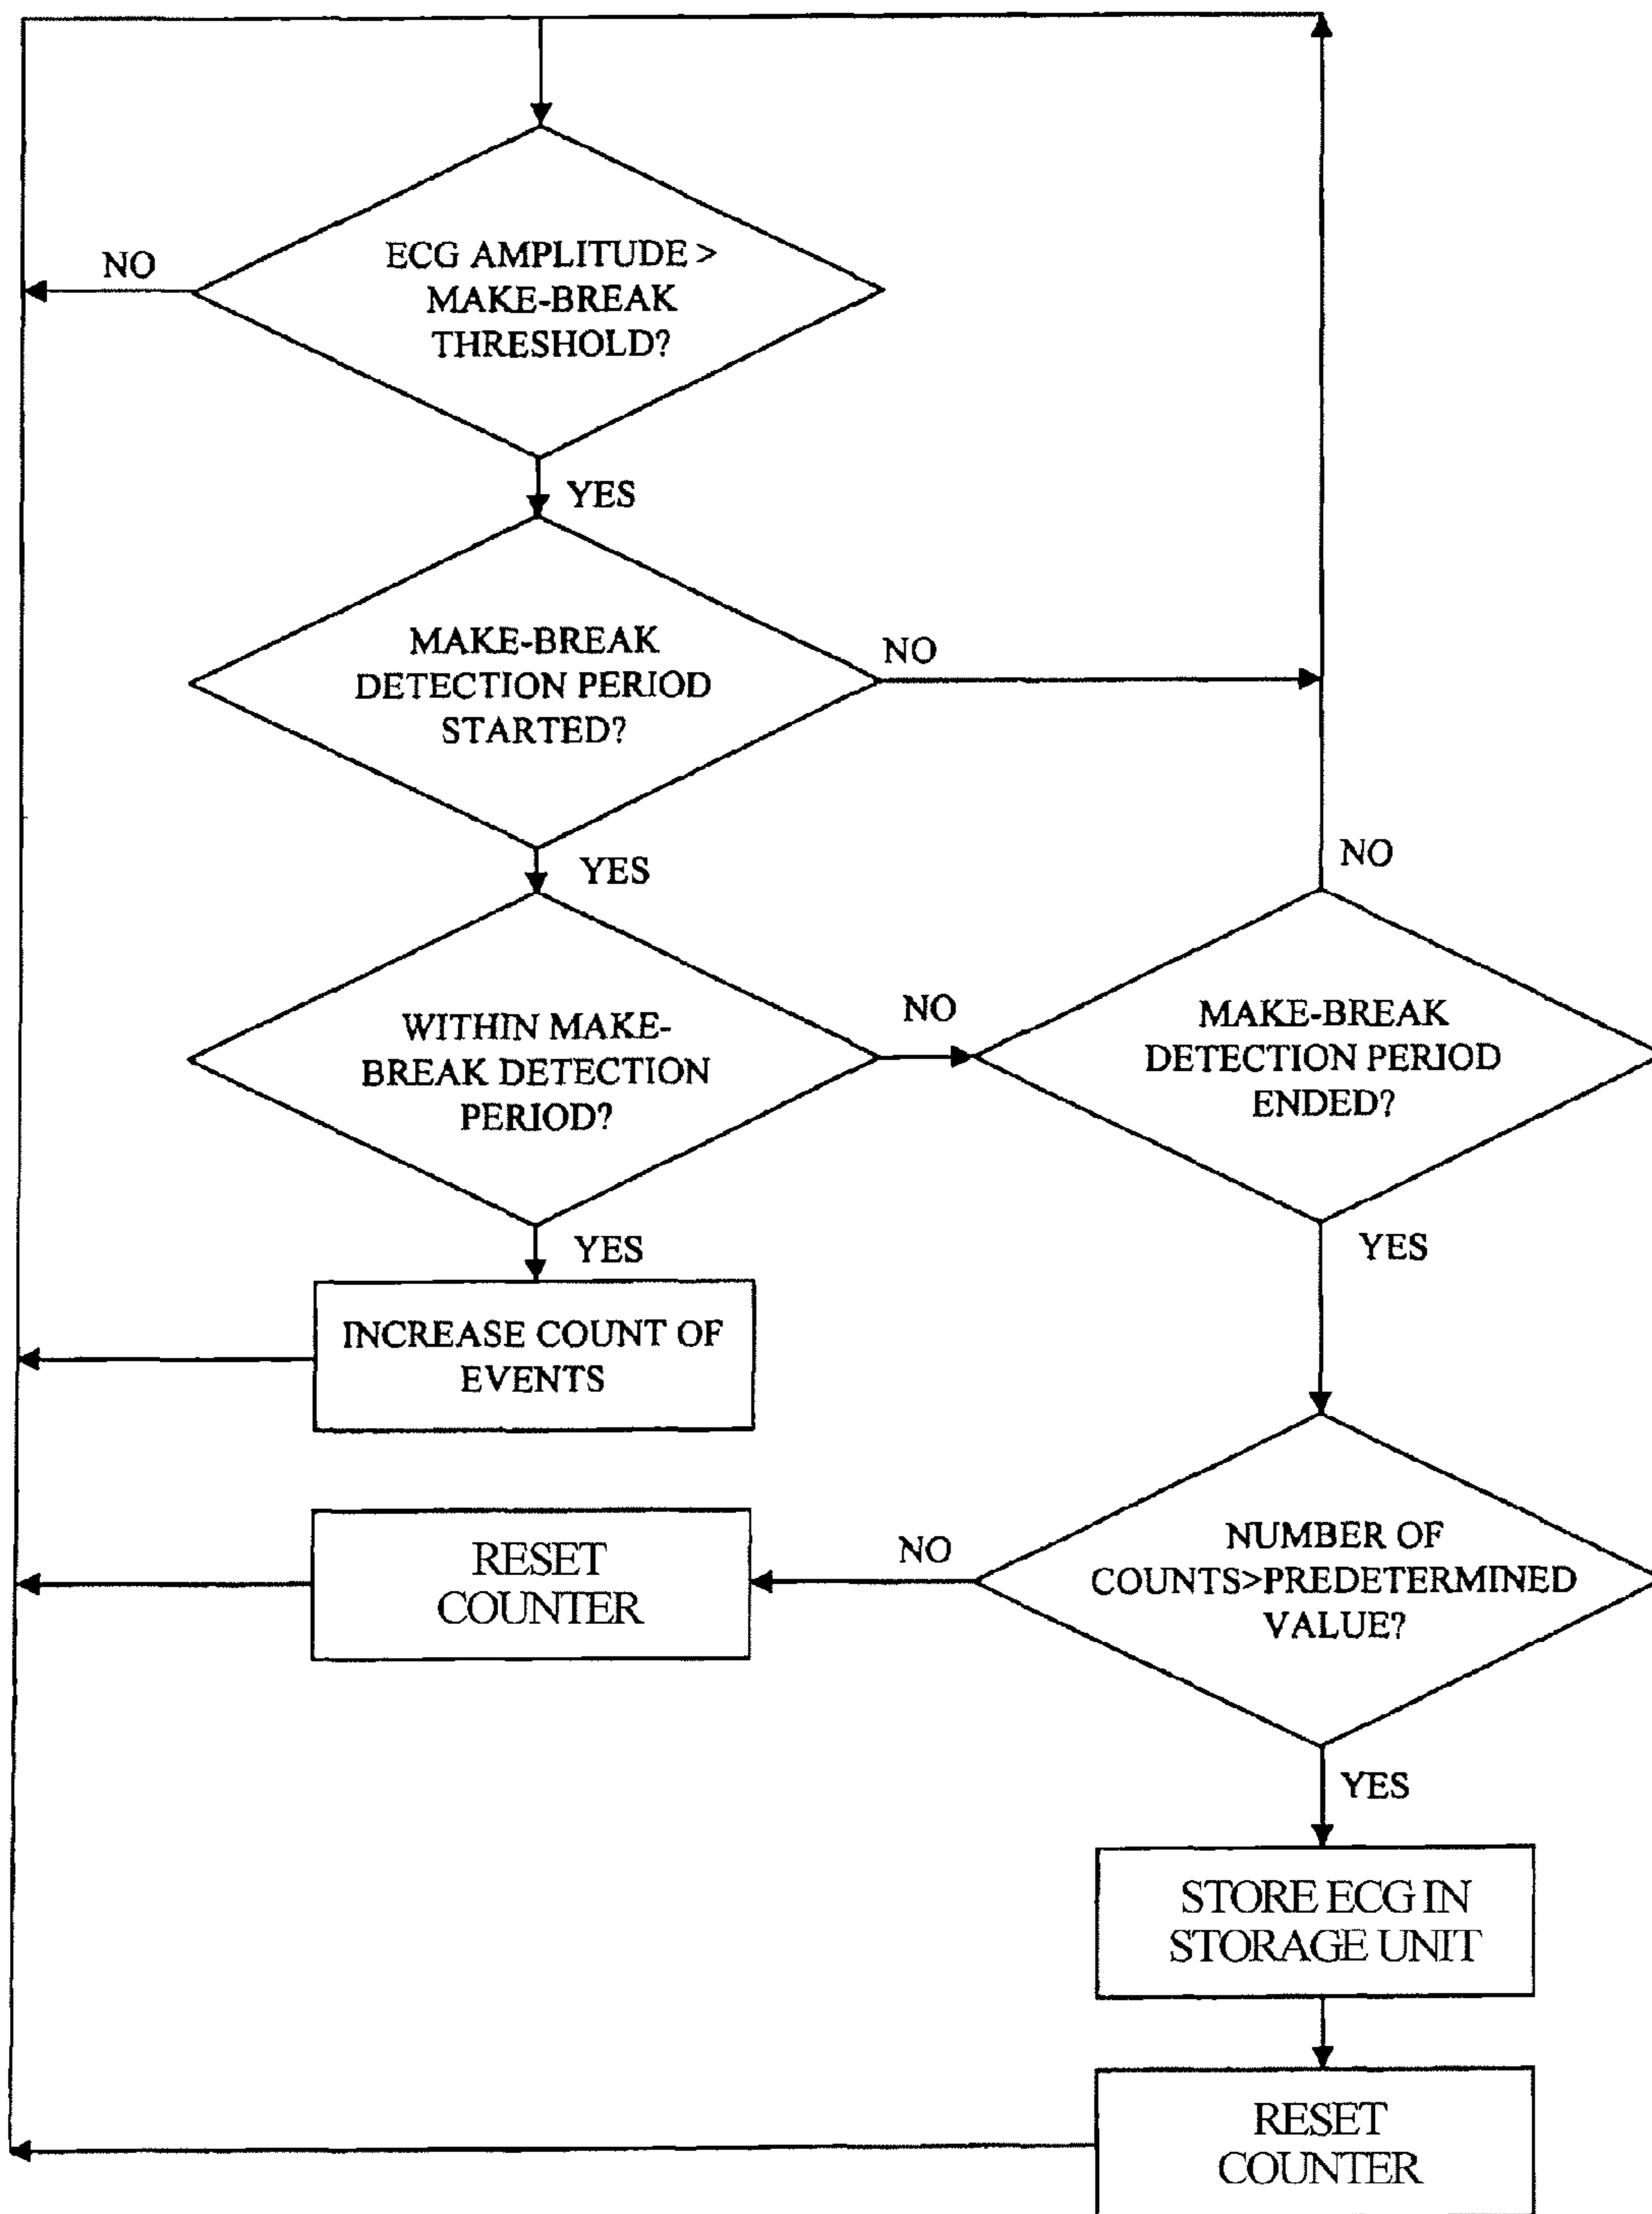 NO
ECG AMPLITUDE >
MAKE-BREAK
THRESHOLD?
YES
MAKE-BREAK
DETECTION PERIOD
STARTED?
NO
YES
NO
WITHIN MAKE-
BREAK DETECTION
PERIOD?
NO
MAKE-BREAK
DETECTION PERIOD
ENDED?
YES
YES
INCREASE COUNT OF
EVENTS
RESET
COUNTER
NO
NUMBER OF
COUNTS>PREDETERMINED
VALUE?
YES
STORE ECG IN
STORAGE UNIT
RESET
COUNTER